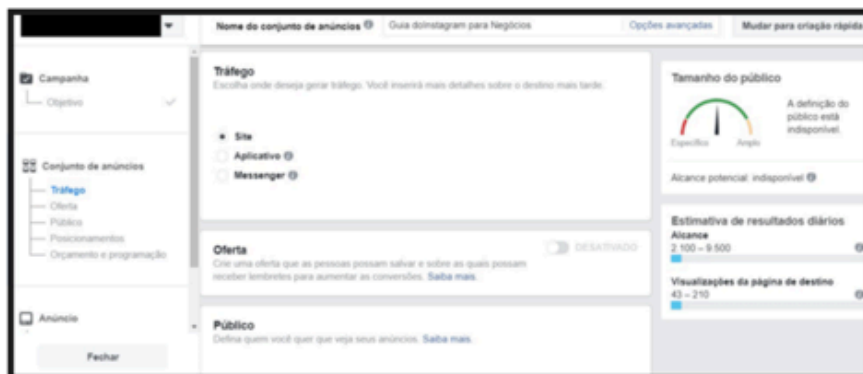 Nome do conjunto de anúncios
Guia doInstagram para Negócios
Opções avançadas
Mudar para criação rápida
Campanha
Objetivo
Conjunto de anúncios
Tráfego
Oferta
Público
Posicionamentos
Orçamento e programação
Anúncio
Fechar
Tráfego
Escolha onde deseja gerar tráfego. Você inserirá mais detalhes sobre o destino mais tarde.
Site
Aplicativo
Messenger
Oferta
DESATIVADO
Crie uma oferta que as pessoas possam salvar e sobre as quais possam
receber lembretes para aumentar as conversões. Saiba mais.
Público
Defina quem você quer que veja seus anúncios. Saiba mais.
Tamanho do público
Específico
Amplo
A definição do
público está
indisponível.
Alcance potencial: indisponível
Estimativa de resultados diários
Alcance
2.100 – 9.500
Visualizações da página de destino
43 – 210